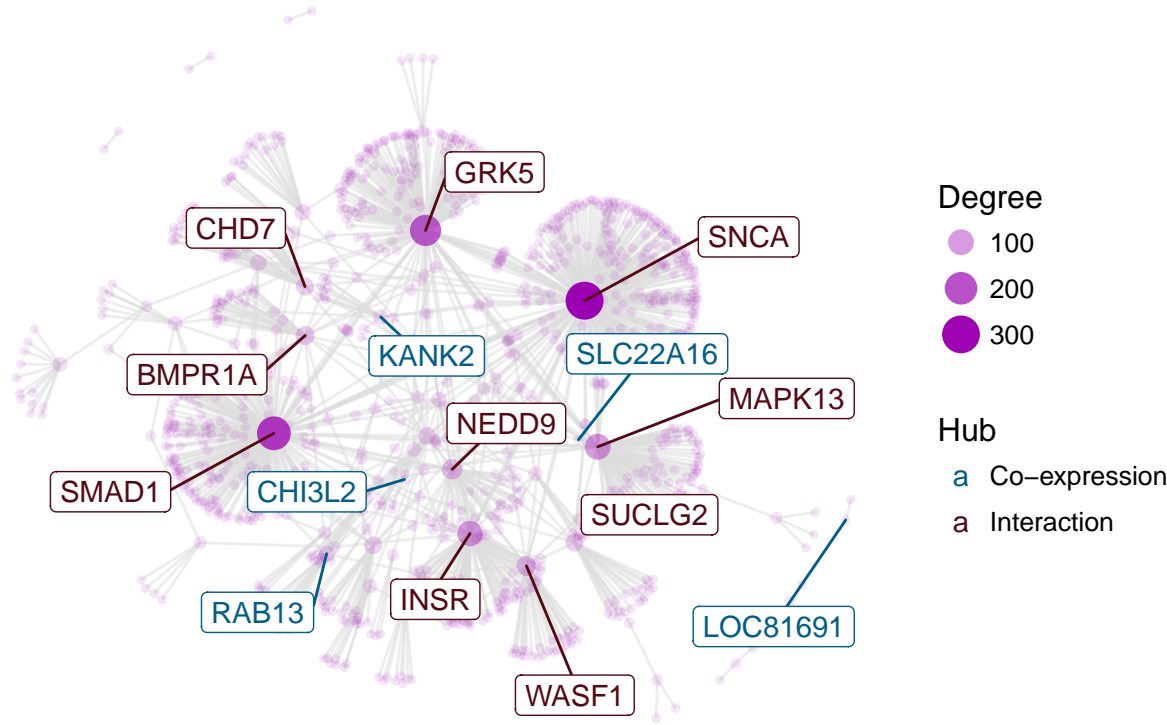 GRK5
CHD7
SNCA
KANK2
SLC22A16
BMPR1A
MAPK13
NEDD9
SMAD1
CHI3L2
SUCLG2
INSR
RAB13
LOC81691
WASF1
Degree
100
200
300
Hub
a Co−expression
a Interaction